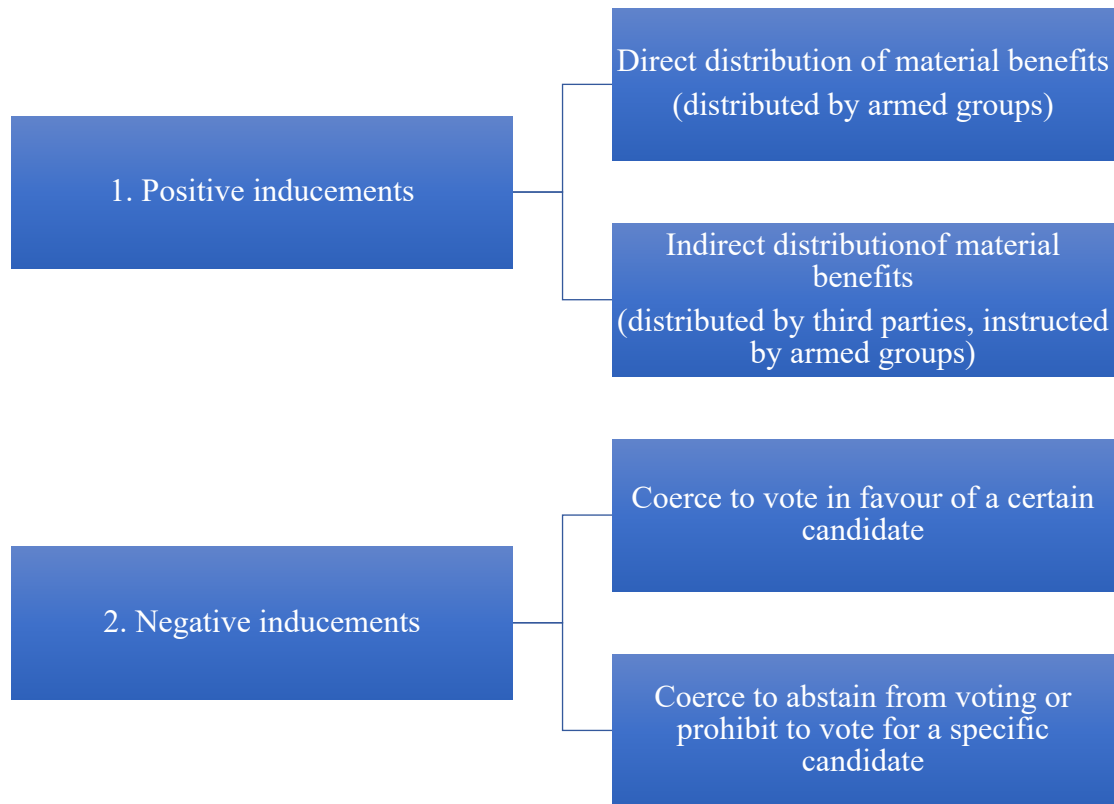 1. Positive inducements
Direct distribution of material benefits
(distributed by armed groups)
Indirect distributionof material
benefits
(distributed by third parties, instructed
by armed groups)
2. Negative inducements
Coerce to vote in favour of a certain
candidate
Coerce to abstain from voting or
prohibit to vote for a specific
candidate